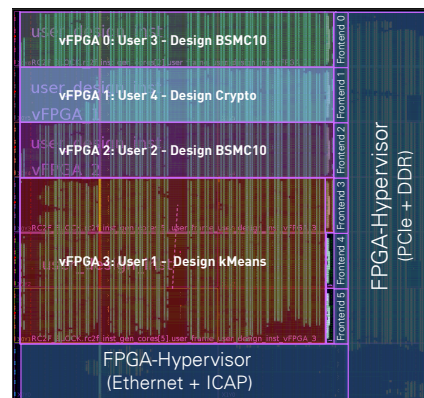 vFPGA 0: User 3 - Design BSMC10
Frontend 0
vFPGA 1: User 4 - Design Crypto
vFPGA_1
Frontend 1
vFPGA 2: User 2 - Design BSMC10
vFPGA_2
Frontend 2
Frontend 3
vFPGA 3: User 1 - Design kMeans
Frontend 4
Frontend 5
FPGA-Hypervisor
(PCIe + DDR)
FPGA-Hypervisor
(Ethernet + ICAP)